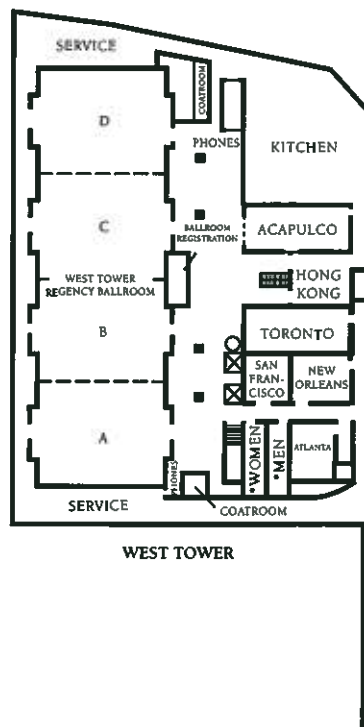 SERVICE
COATROOM
D
PHONES
KITCHEN
C
BALLROOM
REGISTRATION
ACAPULCO
WEST TOWER
REGENCY BALLROOM
HONG
KONG
B
TORONTO
SAN
FRAN-
CISCO
NEW
ORLEANS
A
*WOMEN
*MEN
ATLANTA
PHONES
SERVICE
COATROOM
WEST TOWER